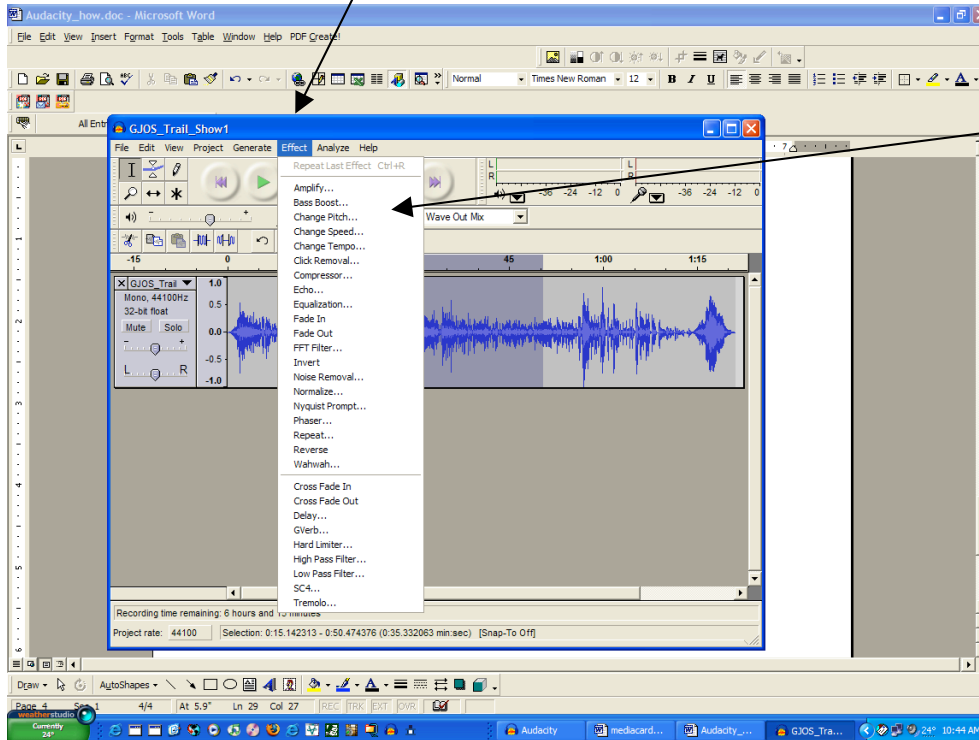 Audacity_how.doc - Microsoft Word
File Edit View Insert Format Tools Table Window Help PDF Create!
Normal Times New Roman 12 B I U
All Entr
GJOS_Trail_Show1
7
File Edit View Project Generate Effect Analyze Help
Repeat Last Effect Ctrl+R
Amplify...
Bass Boost...
Change Pitch...
Change Speed...
Change Tempo...
Click Removal...
Compressor...
Echo...
Equalization...
Fade In
Fade Out
FFT Filter...
Invert
Noise Removal...
Normalize...
Nyquist Prompt...
Phaser...
Repeat...
Reverse
Wahwah...
Cross Fade In
Cross Fade Out
Delay...
GVerb...
Hard Limiter...
High Pass Filter...
Low Pass Filter...
SC4...
Tremolo...
L L
R R
-36 -24 -12 0 -36 -24 -12 0
Wave Out Mix
-15 0 45 1:00 1:15
GJOS_Trail 1.0
Mono, 44100Hz
32-bit float 0.5
Mute Solo 0.0
-0.5
L R -1.0
Recording time remaining: 6 hours and 15 minutes
Project rate: 44100 Selection: 0:15.142313 - 0:50.474376 (0:35.332063 min:sec) [Snap-To Off]
Draw AutoShapes
Page 4 Sec 1 4/4 At 5.9" Ln 29 Col 27 REC TRK EXT OVR
weatherstudio
Currently
24°
Audacity mediacard... Audacity_... GJOS_Tra... 24° 10:44 AM